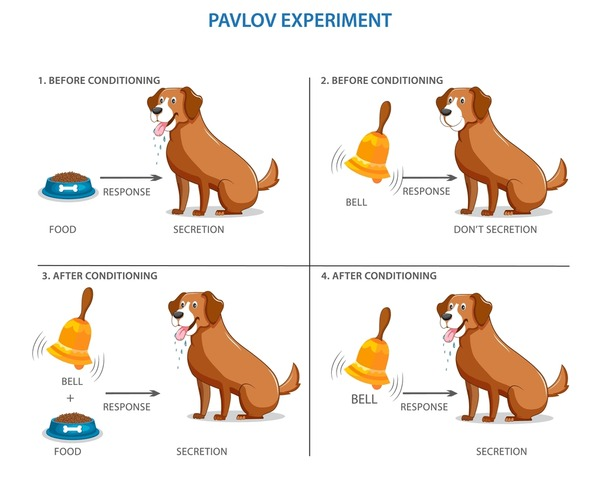 PAVLOV EXPERIMENT
1. BEFORE CONDITIONING
RESPONSE
FOOD
SECRETION
2. BEFORE CONDITIONING
RESPONSE
BELL
DON'T SECRETION
3. AFTER CONDITIONING
BELL
+
RESPONSE
FOOD
SECRETION
4. AFTER CONDITIONING
BELL
RESPONSE
SECRETION